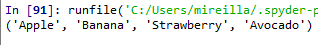 In [91]: runfile('C:/Users/mireilla/.spyder-p
('Apple', 'Banana', 'Strawberry', 'Avocado')